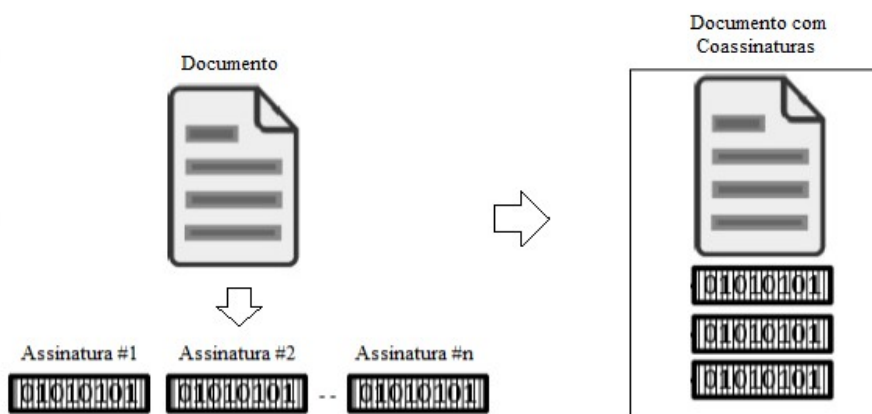 Documento
Assinatura #1
Assinatura #2
Assinatura #n
01010101
01010101
- -
01010101
Documento com
Coassinaturas
01010101
01010101
01010101